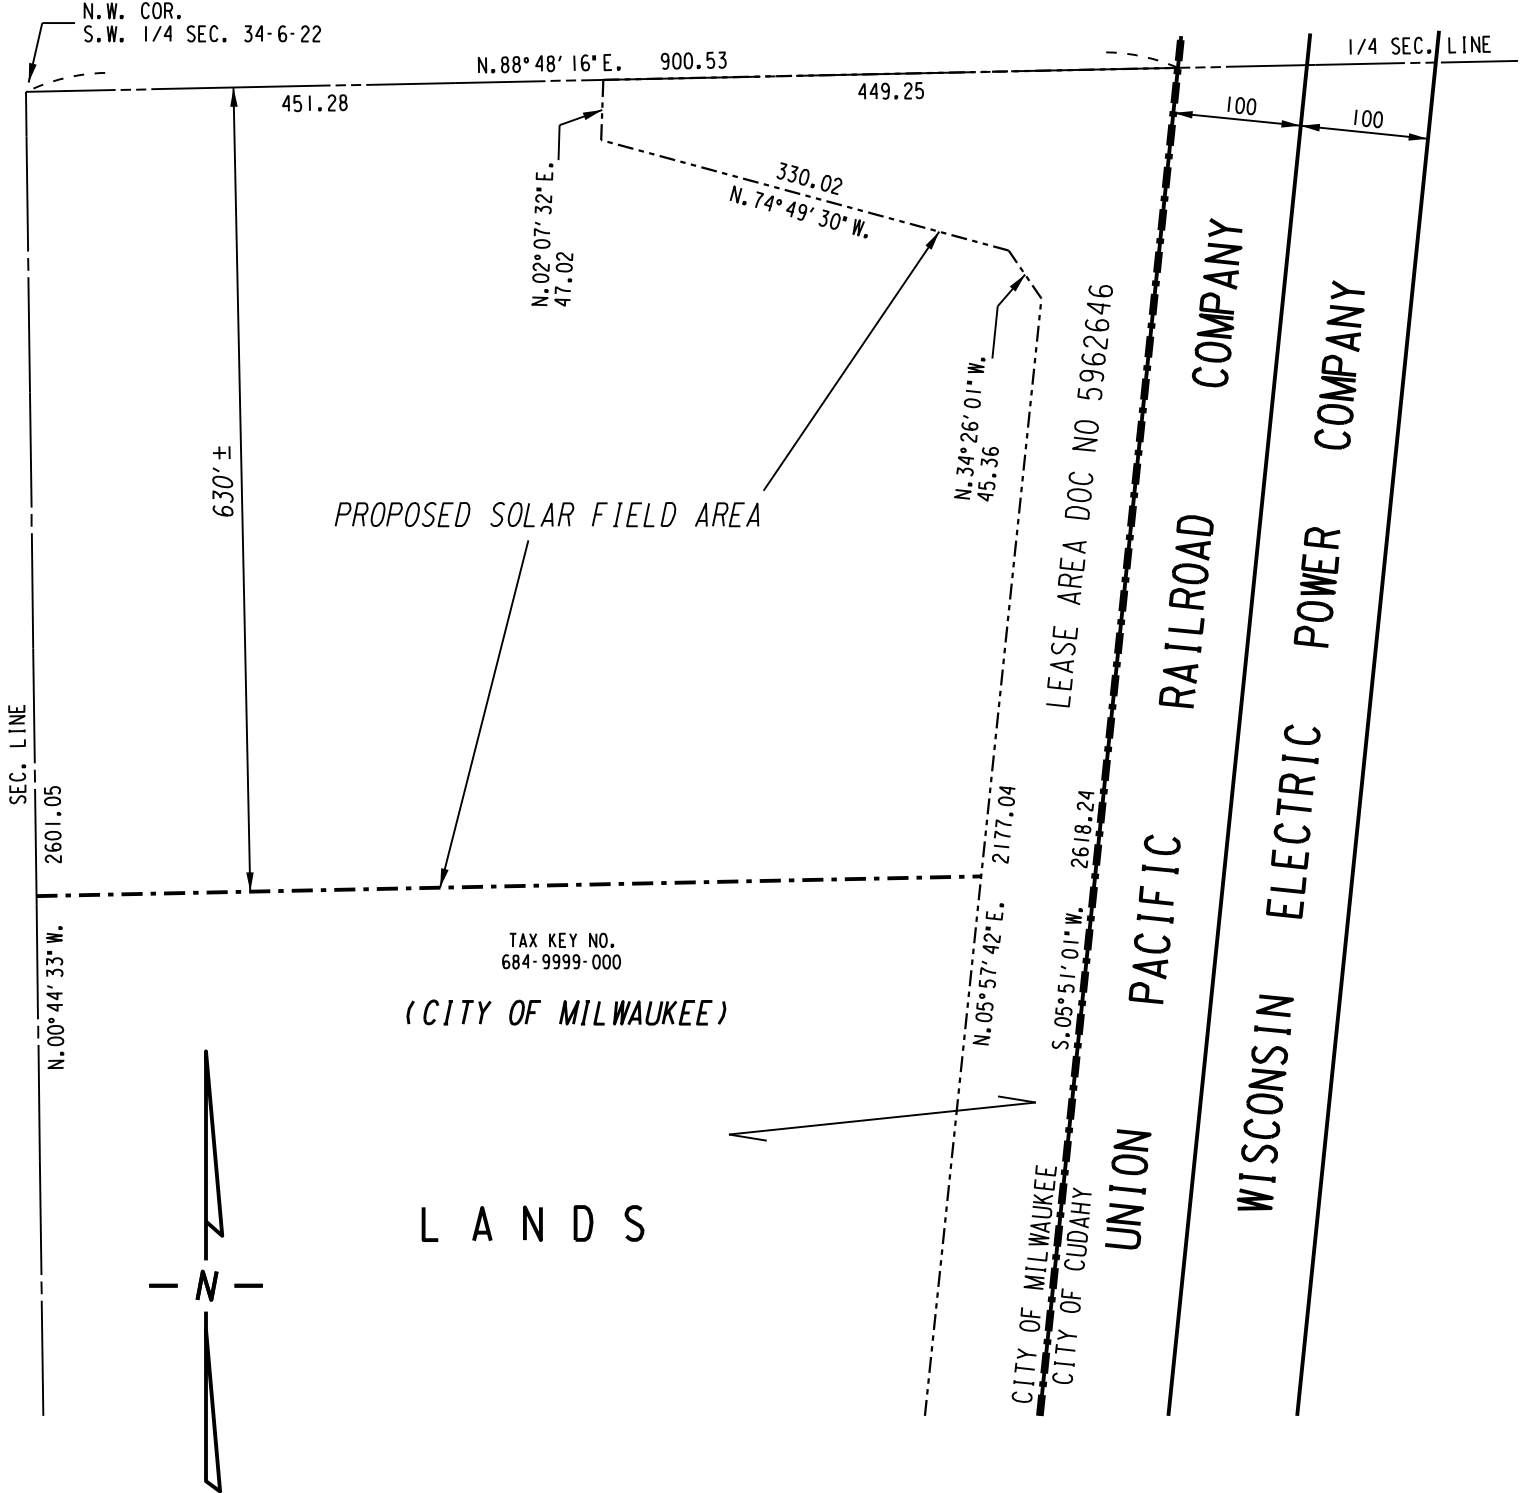 N.W. COR.
S.W. 1/4 SEC. 34-6-22
N.88°48'16"E. 900.53
1/4 SEC. LINE
451.28
449.25
100
100
330.02
N.74°49'30"W.
N.02°07'32"E.
47.02
N.34°26'01"W.
45.36
630'±
PROPOSED SOLAR FIELD AREA
LEASE AREA DOC NO 5962646
UNION PACIFIC RAILROAD COMPANY
WISCONSIN ELECTRIC POWER COMPANY
SEC. LINE
N.00°44'33"W. 2601.05
N.05°57'42"E. 2177.04
S.05°51'01"W. 2618.24
TAX KEY NO.
684-9999-000
(CITY OF MILWAUKEE)
LANDS
CITY OF MILWAUKEE
CITY OF CUDAHY
N